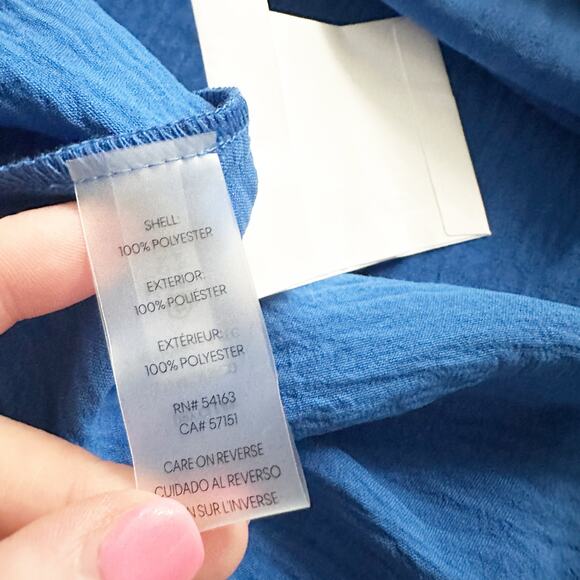 SHELL:
100% POLYESTER
EXTERIOR:
100% POLIÉSTER
EXTÉRIEUR:
100% POLYESTER
RN# 54163
CA# 57151
CARE ON REVERSE
CUIDADO AL REVERSO
SUR L'INVERSE